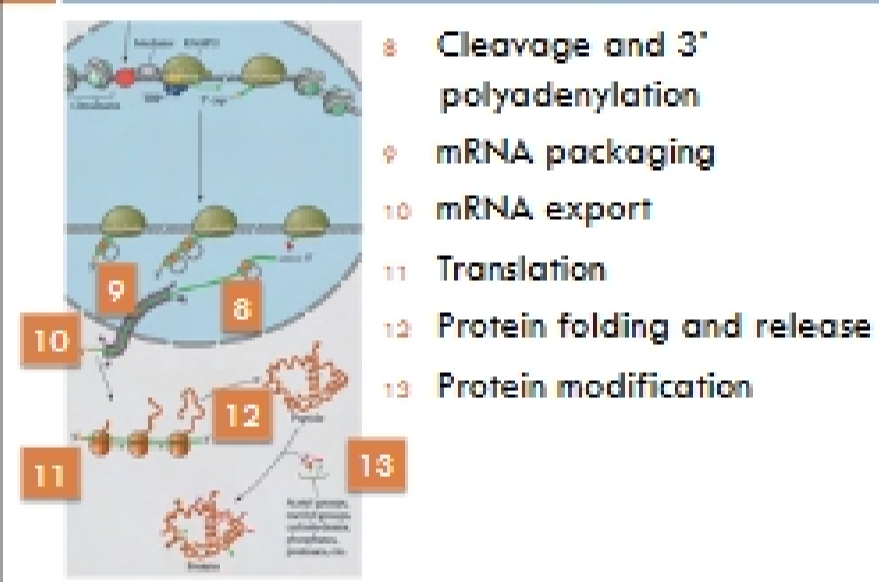 8 Cleavage and 3'
polyadenylation
9 mRNA packaging
10 mRNA export
11 Translation
12 Protein folding and release
13 Protein modification
9
8
10
12
13
11
Protein